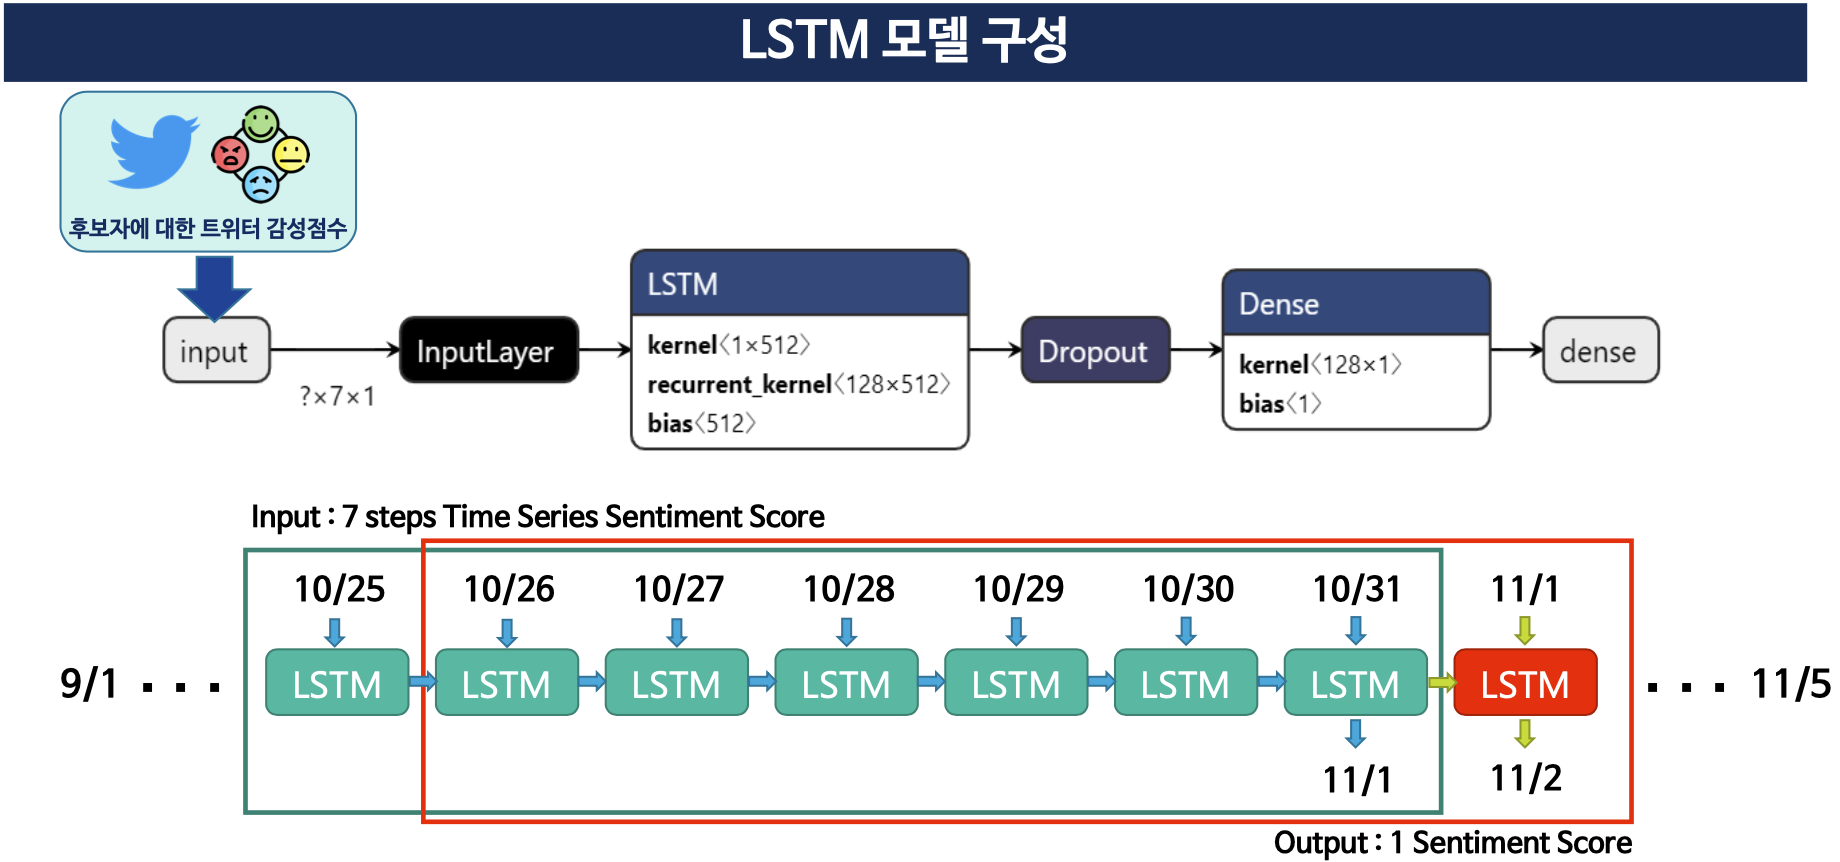 LSTM 모델 구성
후보자에 대한 트위터 감성점수
input
?×7×1
InputLayer
LSTM
kernel〈1×512〉
recurrent_kernel〈128×512〉
bias〈512〉
Dropout
Dense
kernel〈128×1〉
bias〈1〉
dense
Input : 7 steps Time Series Sentiment Score
10/25 10/26 10/27 10/28 10/29 10/30 10/31 11/1
9/1 ▪ ▪ ▪ LSTM LSTM LSTM LSTM LSTM LSTM LSTM LSTM ▪ ▪ ▪ 11/5
11/1 11/2
Output : 1 Sentiment Score